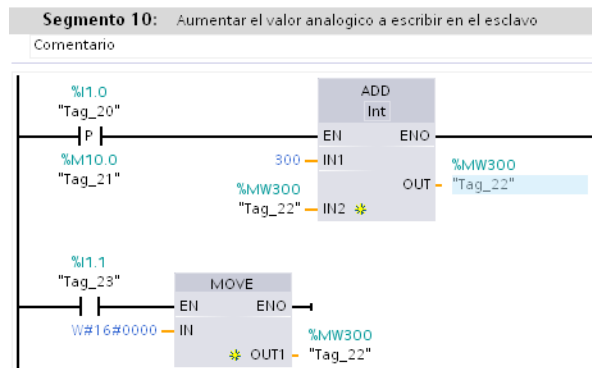 Segmento 10: Aumentar el valor analogico a escribir en el esclavo
Comentario
%I1.0
"Tag_20"
P
%M10.0
"Tag_21"
ADD
Int
EN ENO
300 IN1
%MW300
"Tag_22" IN2
%MW300
OUT "Tag_22"
%I1.1
"Tag_23"
MOVE
EN ENO
W#16#0000 IN
%MW300
OUT1 "Tag_22"